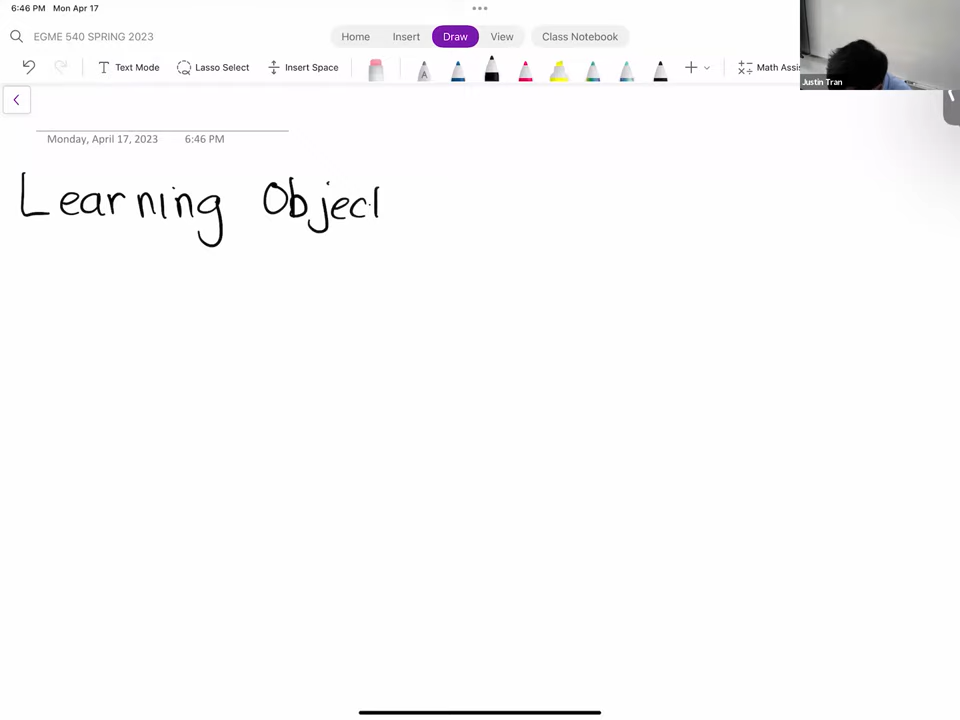 6:46 PM Mon Apr 17
EGME 540 SPRING 2023
Home Insert Draw View Class Notebook
Text Mode Lasso Select Insert Space A Math Assis
Justin Tran
Monday, April 17, 2023 6:46 PM
Learning Object